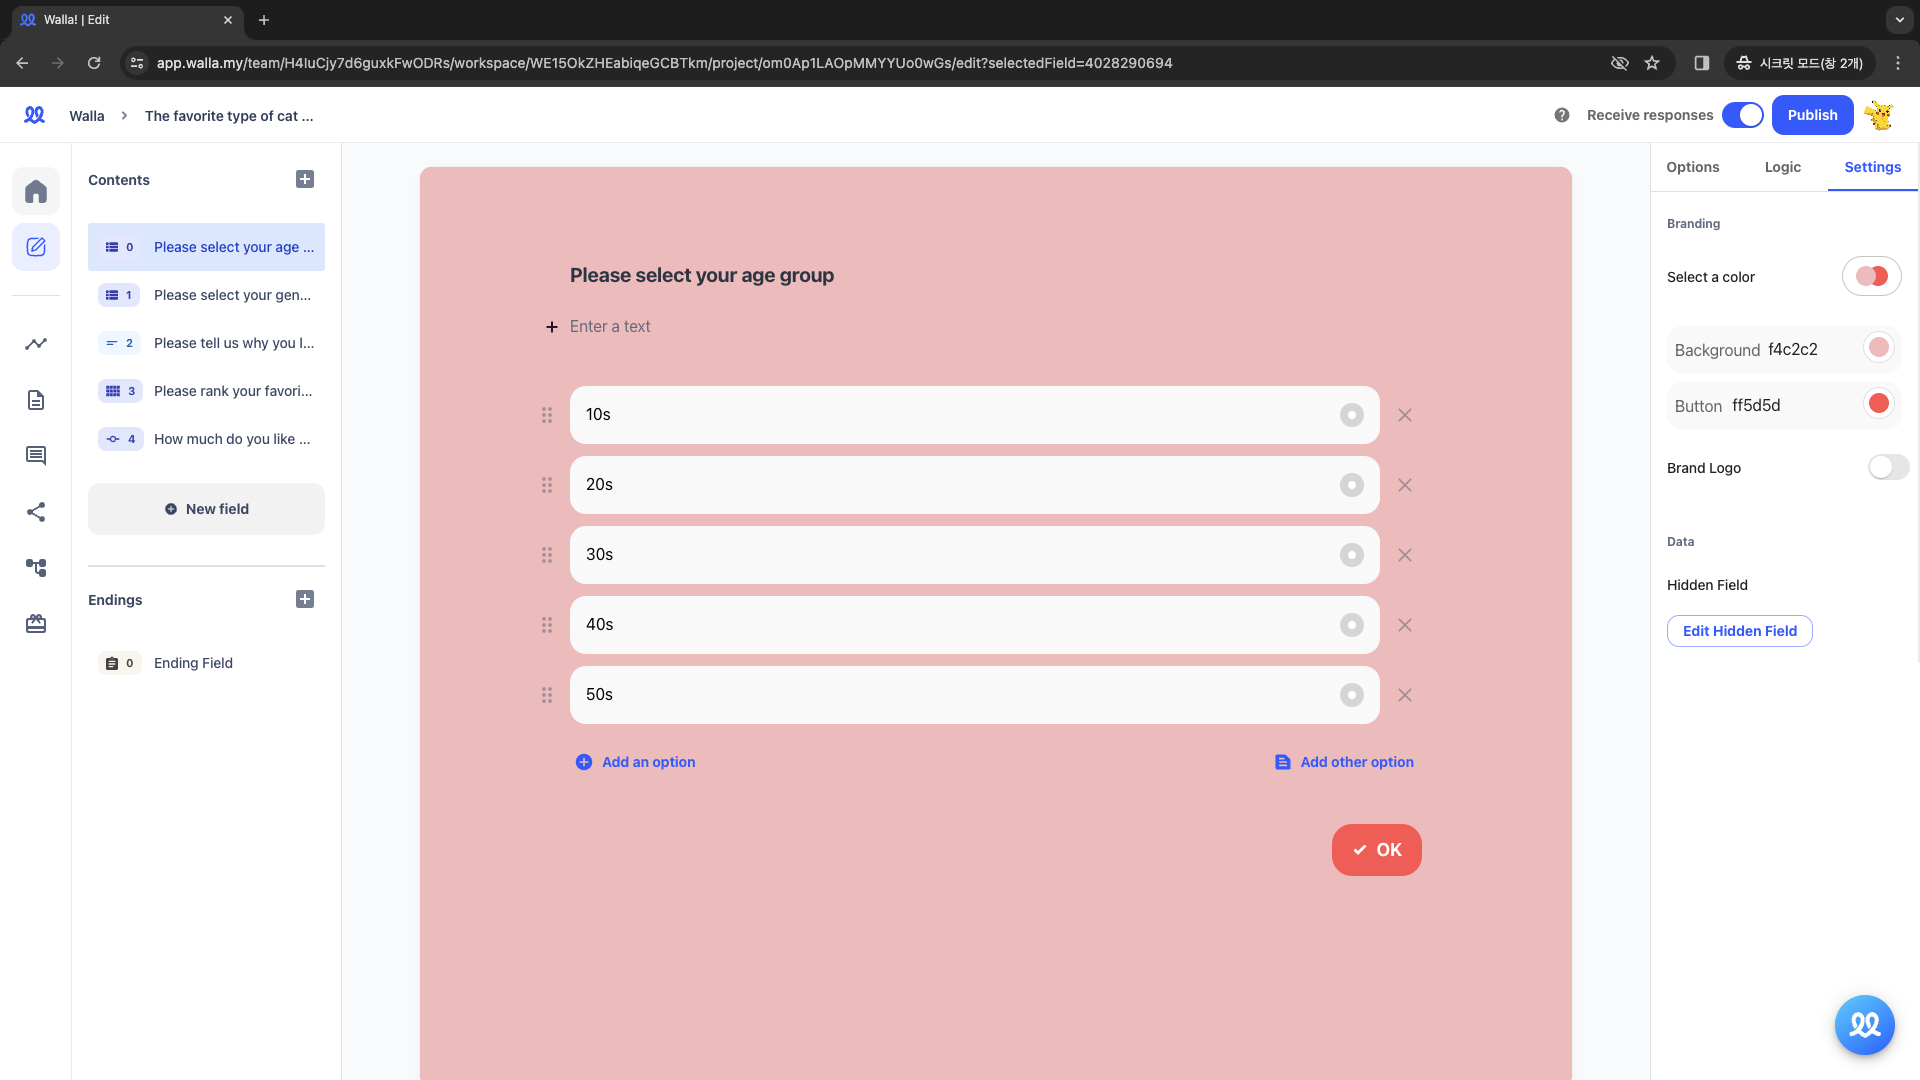 Walla! | Edit
app.walla.my/team/H4IuCjy7d6guxkFwODRs/workspace/WE15OkZHEabiqeGCBTkm/project/om0Ap1LAOpMMYYUo0wGs/edit?selectedField=4028290694
시크릿 모드(창 2개)
Walla
The favorite type of cat ...
Receive responses
Publish
Contents
0 Please select your age ...
1 Please select your gen...
2 Please tell us why you l...
3 Please rank your favori...
4 How much do you like ...
New field
Endings
0 Ending Field
Please select your age group
Enter a text
10s
20s
30s
40s
50s
Add an option
Add other option
OK
Options
Logic
Settings
Branding
Select a color
Background f4c2c2
Button ff5d5d
Brand Logo
Data
Hidden Field
Edit Hidden Field